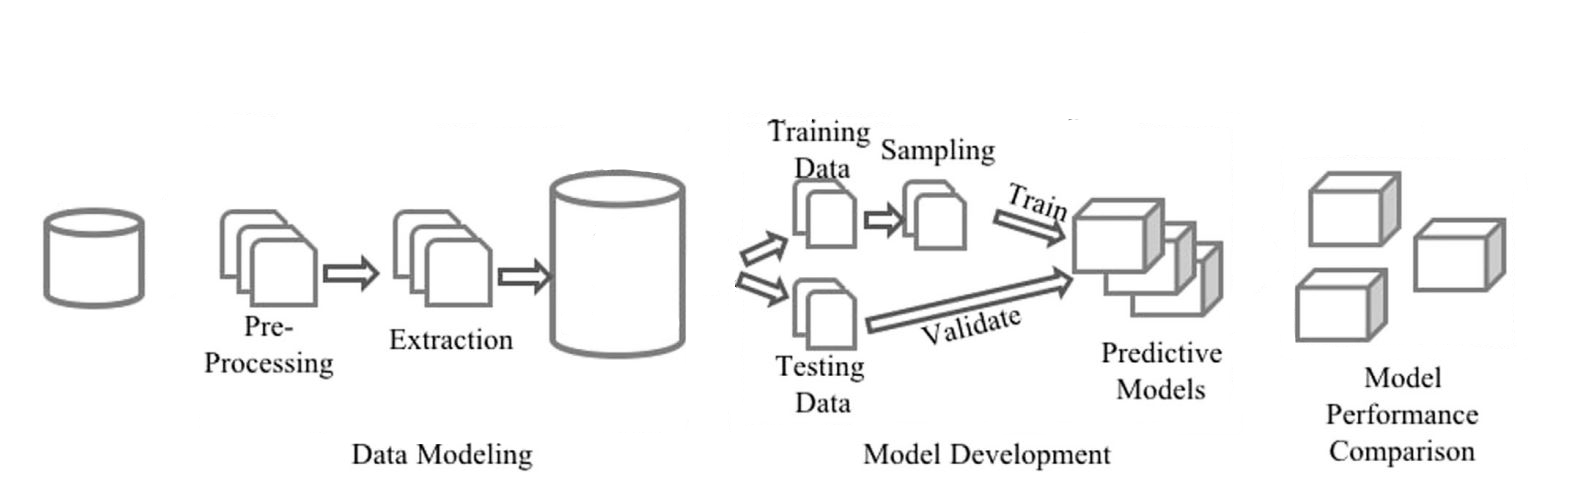 Pre-
Processing
Extraction
Data Modeling
Training
Data
Sampling
Train
Validate
Testing
Data
Predictive
Models
Model Development
Model
Performance
Comparison